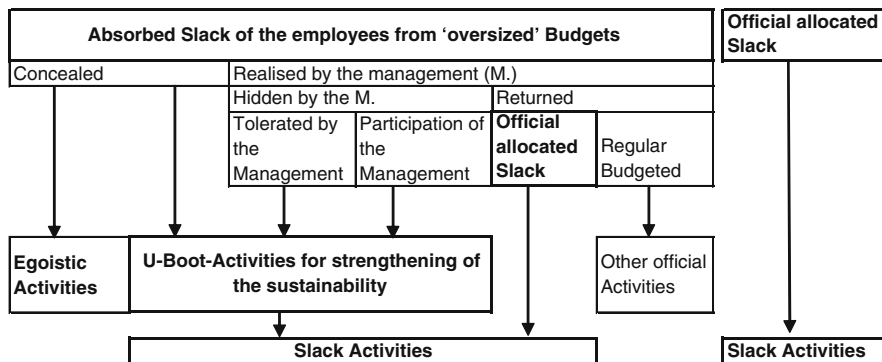 Absorbed Slack of the employees from ‘oversized’ Budgets
Official allocated
Slack
Concealed
Realised by the management (M.)
Hidden by the M.
Returned
Tolerated by
the
Management
Participation of
the
Management
Official
allocated
Slack
Regular
Budgeted
Egoistic
Activities
U-Boot-Activities for strengthening of
the sustainability
Other official
Activities
Slack Activities
Slack Activities